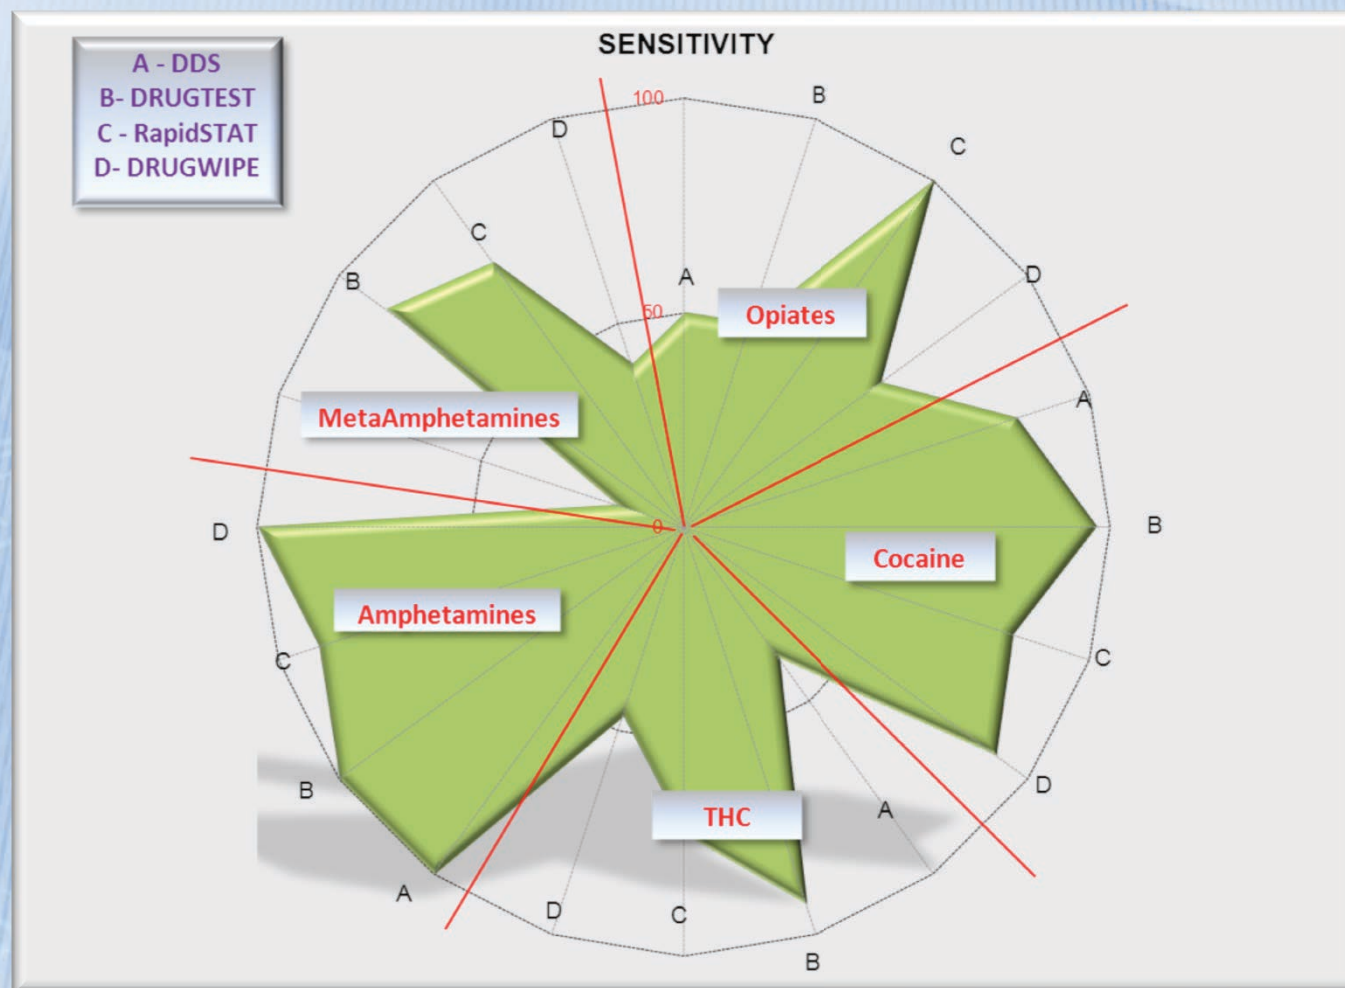 SENSITIVITY
A - DDS
B- DRUGTEST
C - RapidSTAT
D- DRUGWIPE
100
50
0
A
B
C
D
Opiates
A
B
C
D
Cocaine
A
B
C
D
THC
A
B
C
D
Amphetamines
B
C
D
MetaAmphetamines